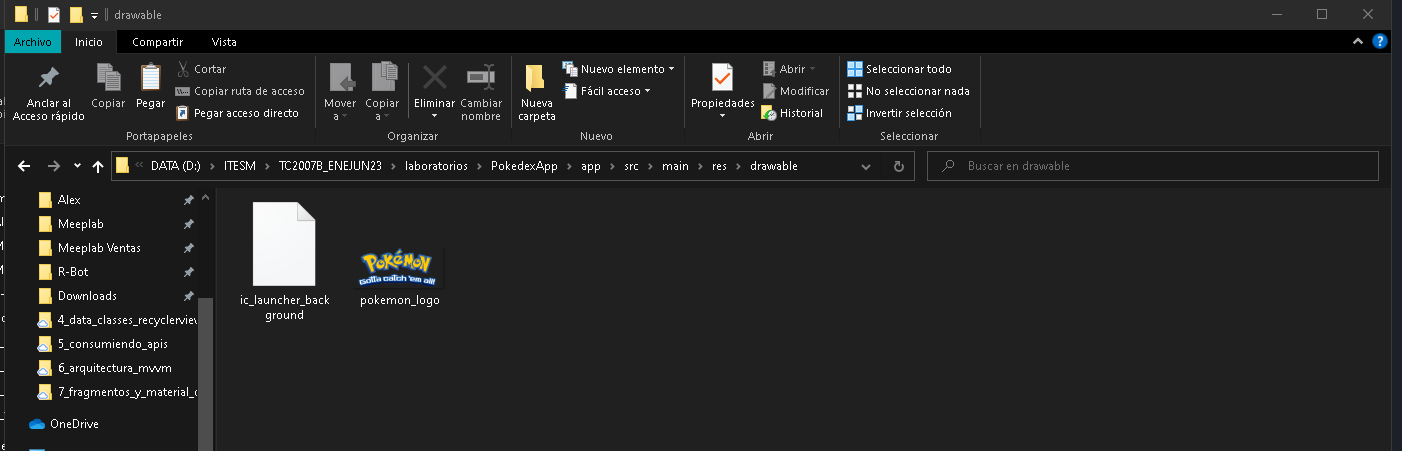 drawable
Archivo Inicio Compartir Vista
Anclar al
Acceso rápido
Copiar
Pegar
Cortar
Copiar ruta de acceso
Pegar acceso directo
Portapapeles
Mover
a
Copiar
a
Eliminar
Cambiar
nombre
Organizar
Nueva
carpeta
Nuevo elemento
Fácil acceso
Nuevo
Propiedades
Abrir
Modificar
Historial
Abrir
Seleccionar todo
No seleccionar nada
Invertir selección
Seleccionar
« DATA (D:) > ITESM > TC2007B_ENEJUN23 > laboratorios > PokedexApp > app > src > main > res > drawable
Buscar en drawable
Alex
Meeplab
Meeplab Ventas
R-Bot
Downloads
4_data_classes_recyclerview
5_consumiendo_apis
6_arquitectura_mvvm
7_fragmentos_y_material_
OneDrive
ic_launcher_back
ground
POKéMON
Gotta catch 'em all!
pokemon_logo